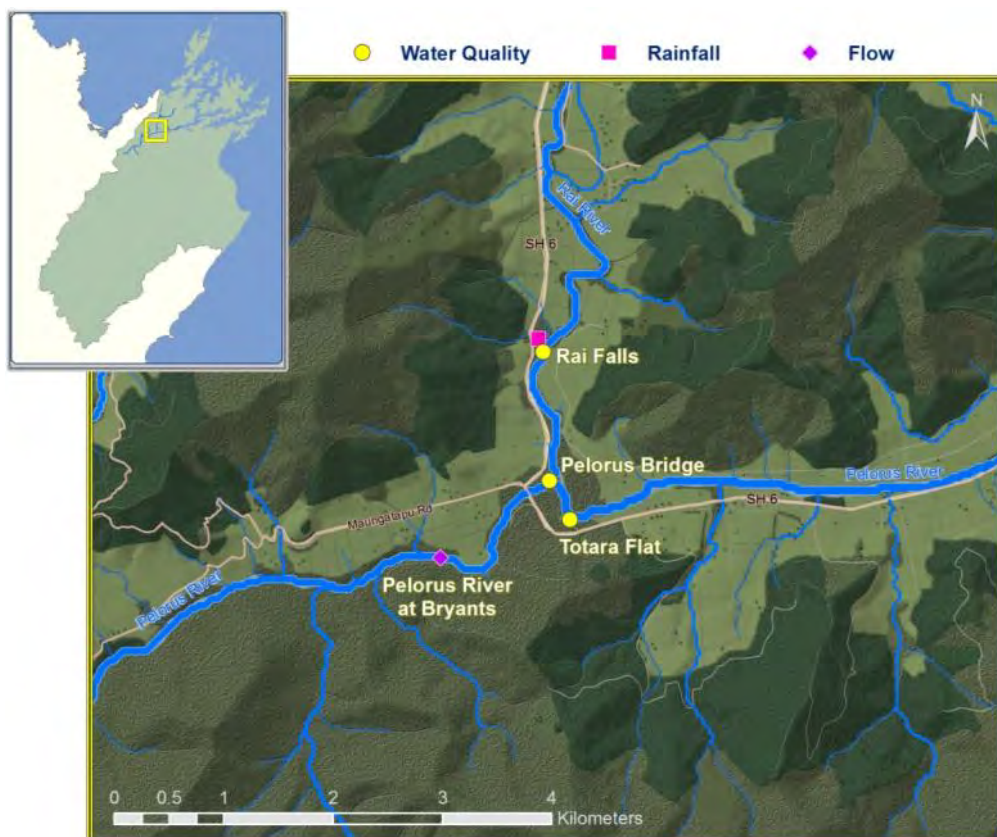 Water Quality
Rainfall
Flow
N
Rai River
SH 6
Rai Falls
Pelorus Bridge
Pelorus River
SH 6
Maungatapu Rd
Totara Flat
Pelorus River
Pelorus River
at Bryants
0 0.5 1 2 3 4
Kilometers